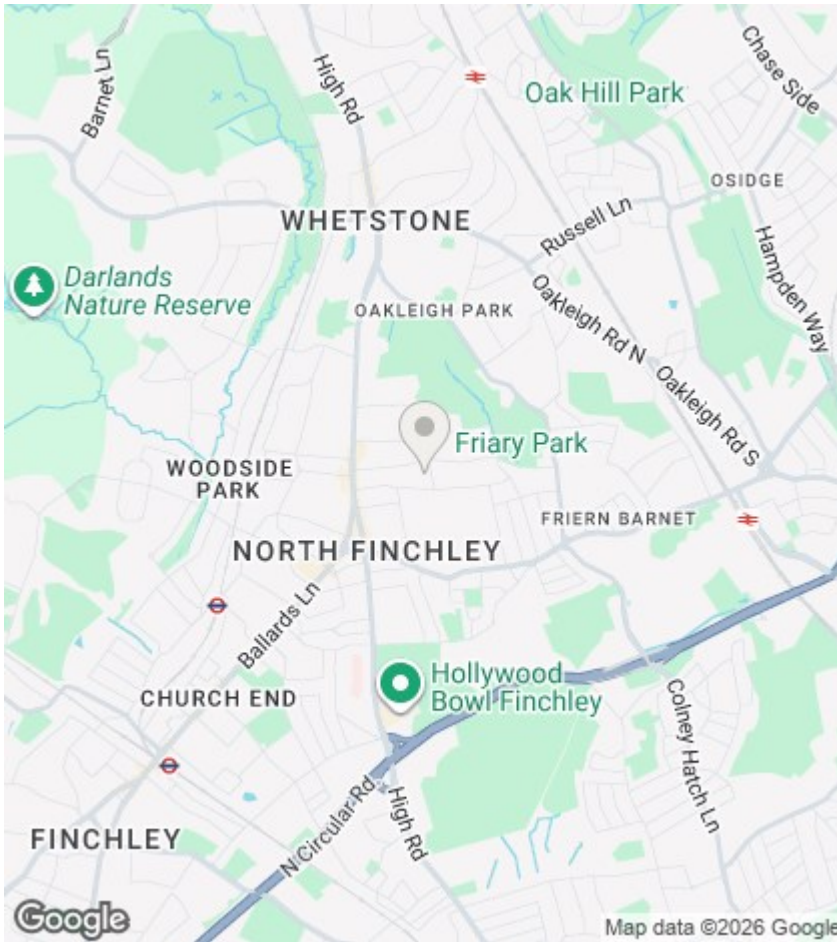 Barnet Ln
High Rd
Chase Side
Oak Hill Park
OSIDGE
WHETSTONE
Russell Ln
Hampden Way
Darlands
Nature Reserve
OAKLEIGH PARK
Oakleigh Rd N
Oakleigh Rd S
Friary Park
WOODSIDE
PARK
FRIERN BARNET
NORTH FINCHLEY
Ballards Ln
Hollywood
Bowl Finchley
CHURCH END
Colney Hatch Ln
N Circular Rd
High Rd
FINCHLEY
Google
Map data ©2026 Google